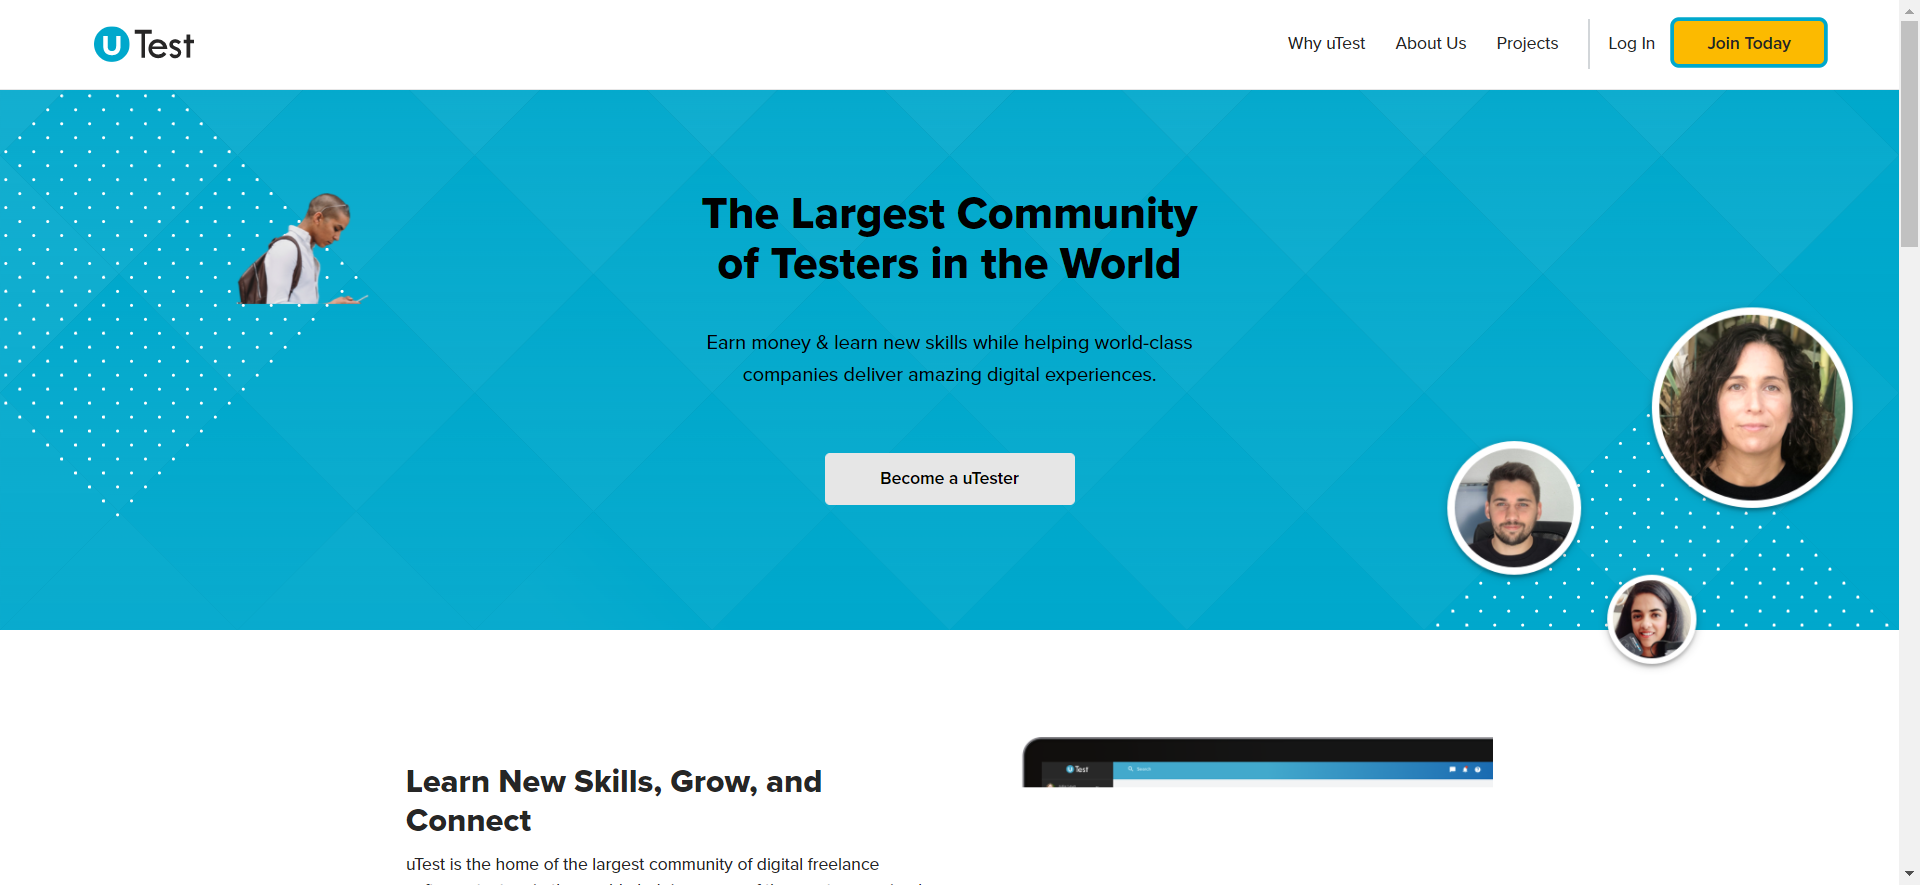 u Test
Why uTest
About Us
Projects
Log In
Join Today
The Largest Community
of Testers in the World
Earn money & learn new skills while helping world-class
companies deliver amazing digital experiences.
Become a uTester
Learn New Skills, Grow, and
Connect
uTest is the home of the largest community of digital freelance
u Test
Search